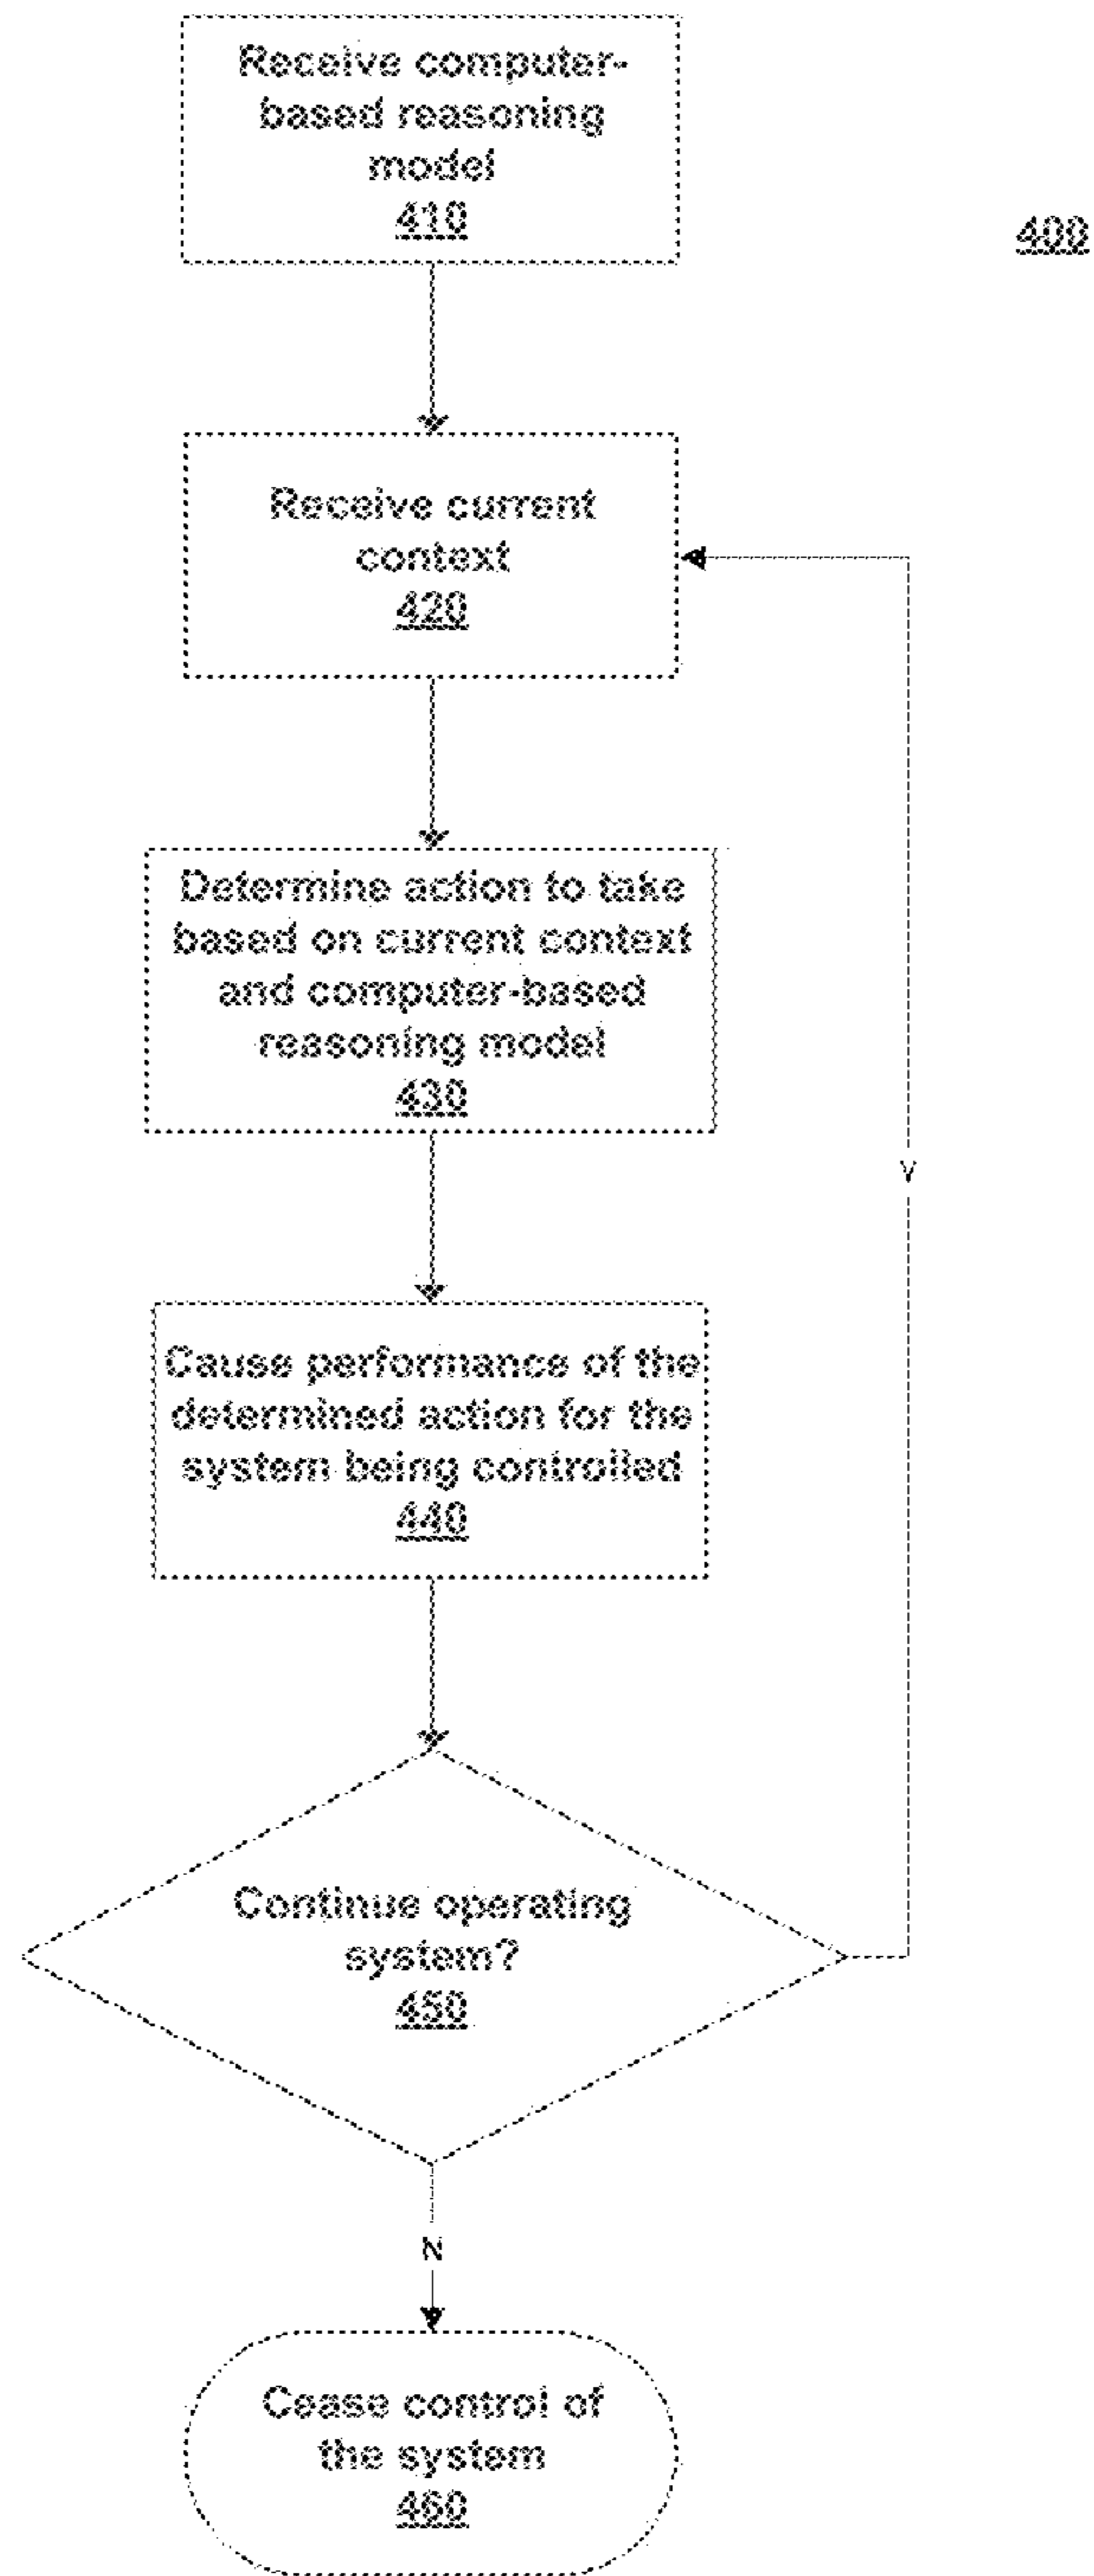 Receive computer-
based reasoning
model
410
400
Receive current
context
420
Determine action to take
based on current context
and computer-based
reasoning model
430
Y
Cause performance of the
determined action for the
system being controlled
440
Continue operating
system?
450
N
Cease control of
the system
460